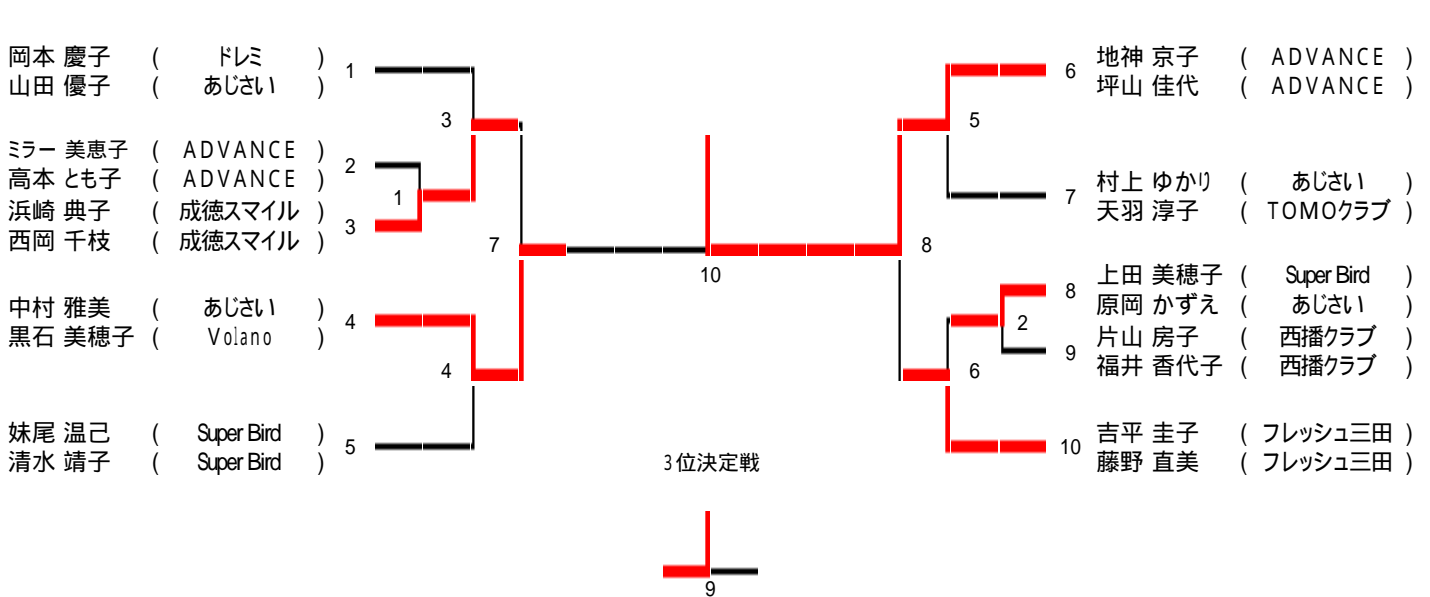 岡本 慶子 ( ドレミ ) 1
山田 優子 ( あじさい )
3
ミラー 美恵子 ( ADVANCE ) 2
高本 とも子 ( ADVANCE )
1
浜崎 典子 ( 成徳スマイル ) 3
西岡 千枝 ( 成徳スマイル )
7
中村 雅美 ( あじさい ) 4
黒石 美穂子 ( Volano )
4
妹尾 温己 ( Super Bird ) 5
清水 靖子 ( Super Bird )
10
3位決定戦
9
6 地神 京子 ( ADVANCE )
坪山 佳代 ( ADVANCE )
5
7 村上 ゆかり ( あじさい )
天羽 淳子 ( TOMOクラブ )
8
8 上田 美穂子 ( Super Bird )
原岡 かずえ ( あじさい )
2
9 片山 房子 ( 西播クラブ )
福井 香代子 ( 西播クラブ )
6
10 吉平 圭子 ( フレッシュ三田 )
藤野 直美 ( フレッシュ三田 )